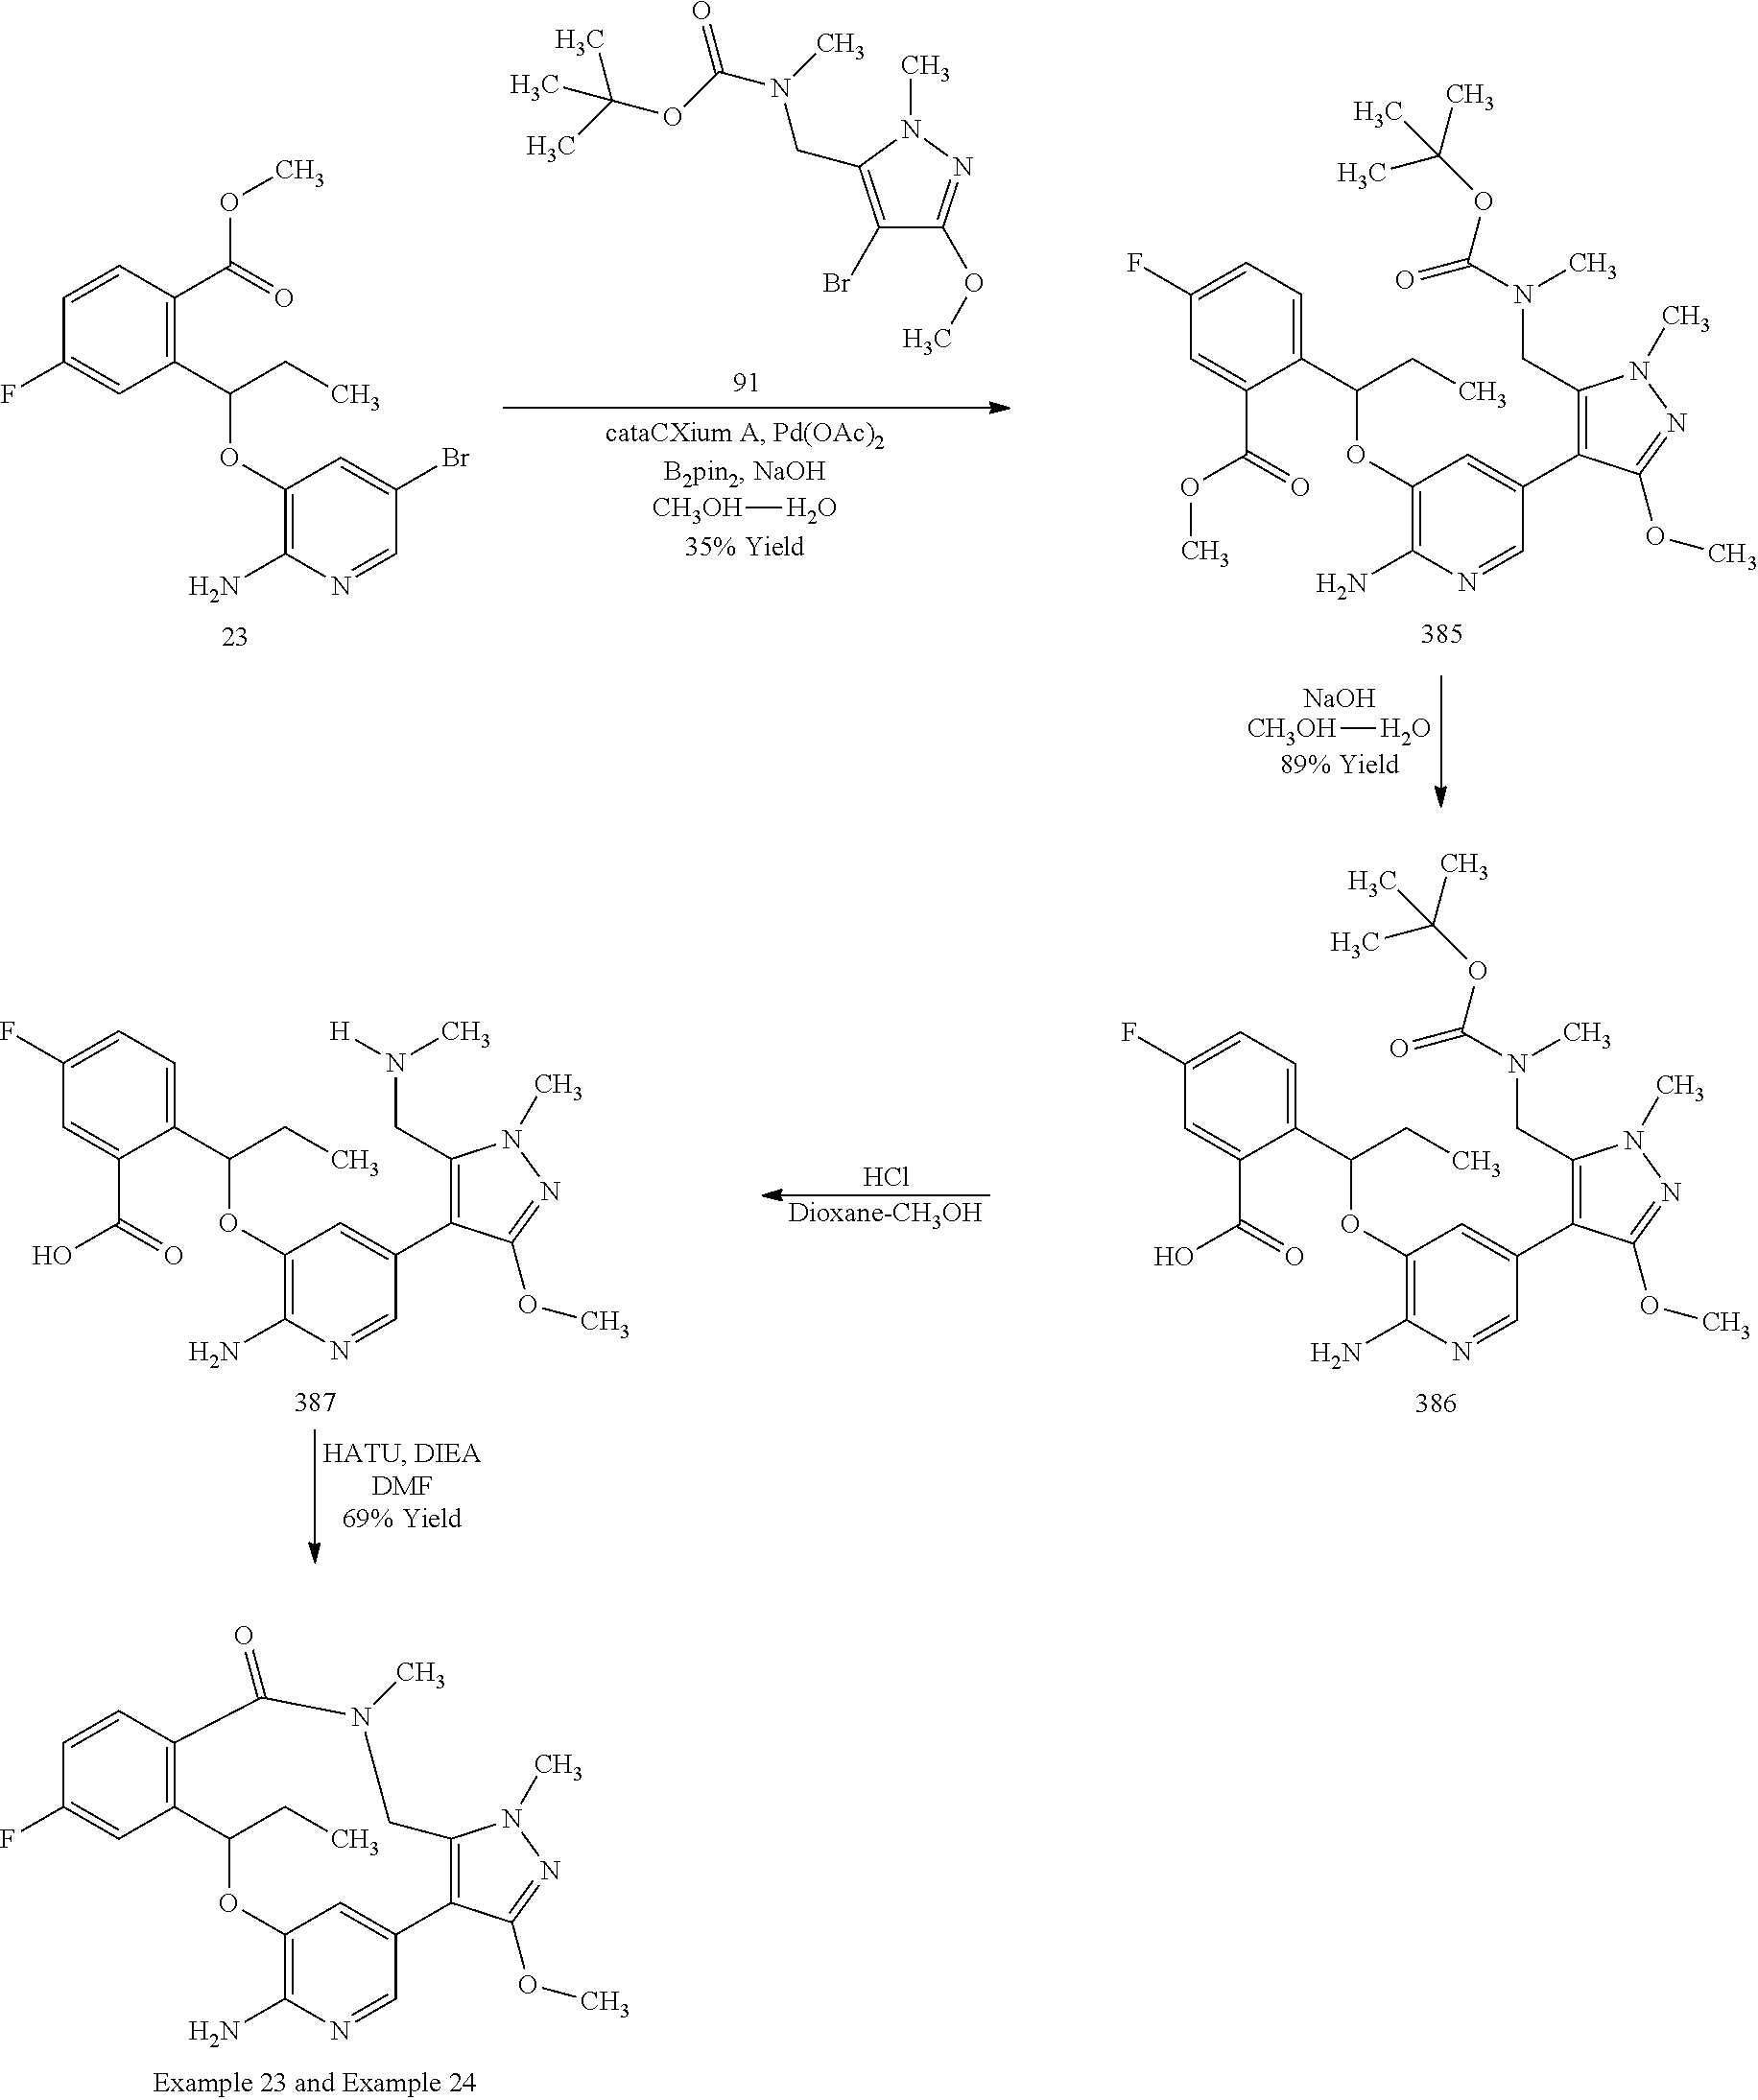 O
H₃C
CH₃
CH₃
H₃C
N
O
N
H₃C
N
CH₃
O
Br
O
O
H₃C
F
CH₃
O
Br
H₂N
N
23
91
cataCXium A, Pd(OAc)₂
B₂pin₂, NaOH
CH₃OH—H₂O
35% Yield
CH₃
H₃C
H₃C
O
F
O
N
CH₃
CH₃
N
CH₃
N
O
O
O
O
CH₃
CH₃
H₂N
N
385
NaOH
CH₃OH—H₂O
89% Yield
CH₃
H₃C
H₃C
O
F
O
N
CH₃
CH₃
N
CH₃
N
O
HO
O
O
CH₃
H₂N
N
386
HCl
Dioxane-CH₃OH
F
H
CH₃
N
CH₃
N
CH₃
N
O
HO
O
O
CH₃
H₂N
N
387
HATU, DIEA
DMF
69% Yield
O
CH₃
N
CH₃
N
F
CH₃
N
O
O
CH₃
H₂N
N
Example 23 and Example 24